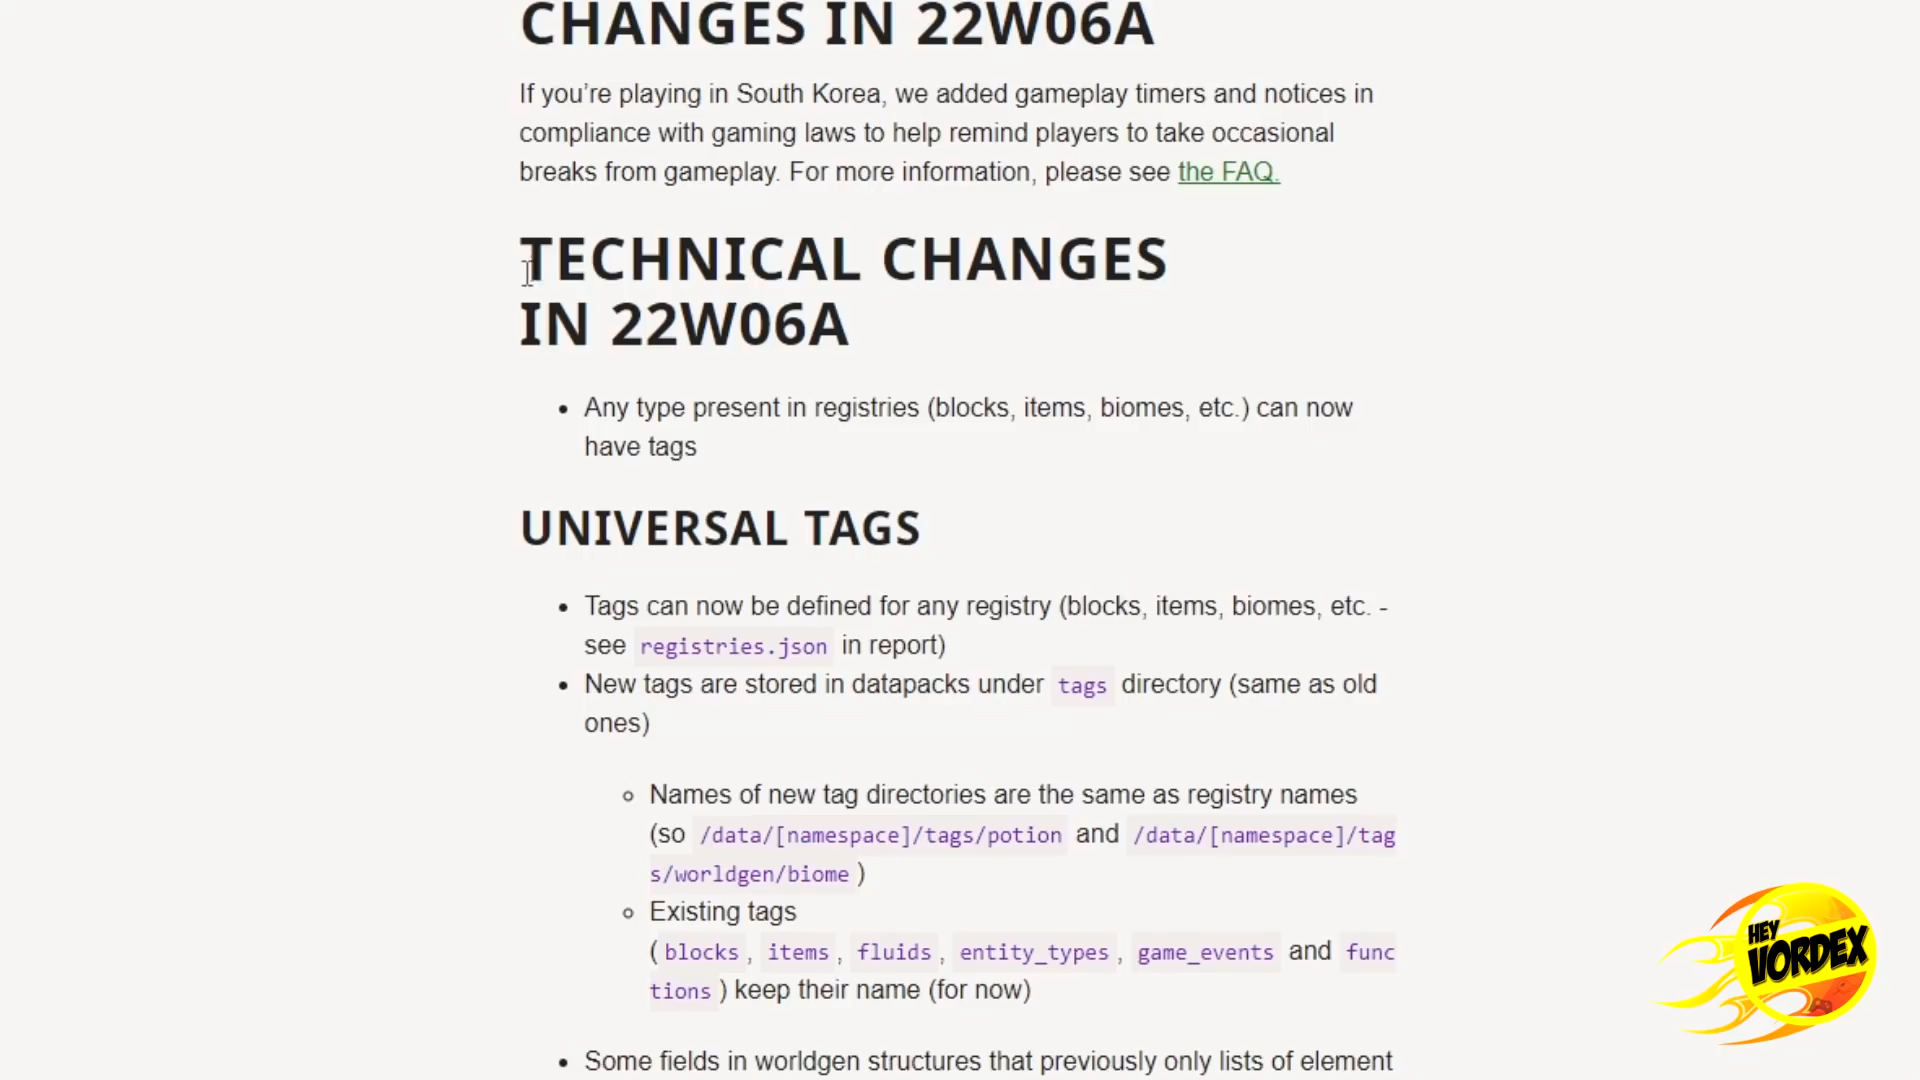 CHANGES IN 22W06A
If you’re playing in South Korea, we added gameplay timers and notices in
compliance with gaming laws to help remind players to take occasional
breaks from gameplay. For more information, please see the FAQ.
TECHNICAL CHANGES
IN 22W06A
• Any type present in registries (blocks, items, biomes, etc.) can now
have tags
UNIVERSAL TAGS
• Tags can now be defined for any registry (blocks, items, biomes, etc. -
see registries.json in report)
• New tags are stored in datapacks under tags directory (same as old
ones)
◦ Names of new tag directories are the same as registry names
(so /data/[namespace]/tags/potion and /data/[namespace]/tag
s/worldgen/biome )
◦ Existing tags
( blocks , items , fluids , entity_types , game_events and func
tions ) keep their name (for now)
• Some fields in worldgen structures that previously only lists of element
HEY
VORDEX